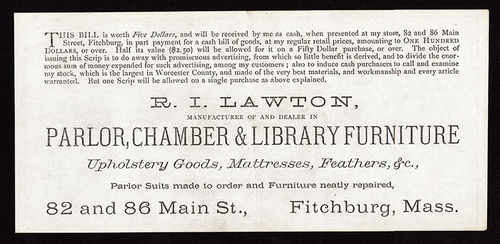 THIS BILL is worth Five Dollars, and will be received by me as cash, when presented at my store, 82 and 86 Main
Street, Fitchburg, in part payment for a cash bill of goods, at my regular retail prices, amounting to ONE HUNDRED
DOLLARS, or over. Half its value ($2.50) will be allowed for it on a Fifty Dollar purchase, or over. The object of
issuing this Scrip is to do away with promiscuous advertising, from which so little benefit is derived, and to divide the enor-
mous sum of money expended for such advertising, among my customers; also to induce cash purchasers to call and examine
my stock, which is the largest in Worcester County, and made of the very best materials, and workmanship and every article
warranted. But one Scrip will be allowed on a single purchase as above explained.
R. I. LAWTON,
MANUFACTURER OF AND DEALER IN
PARLOR, CHAMBER & LIBRARY FURNITURE
Upholstery Goods, Mattresses, Feathers, &c.,
Parlor Suits made to order and Furniture neatly repaired,
82 and 86 Main St., Fitchburg, Mass.